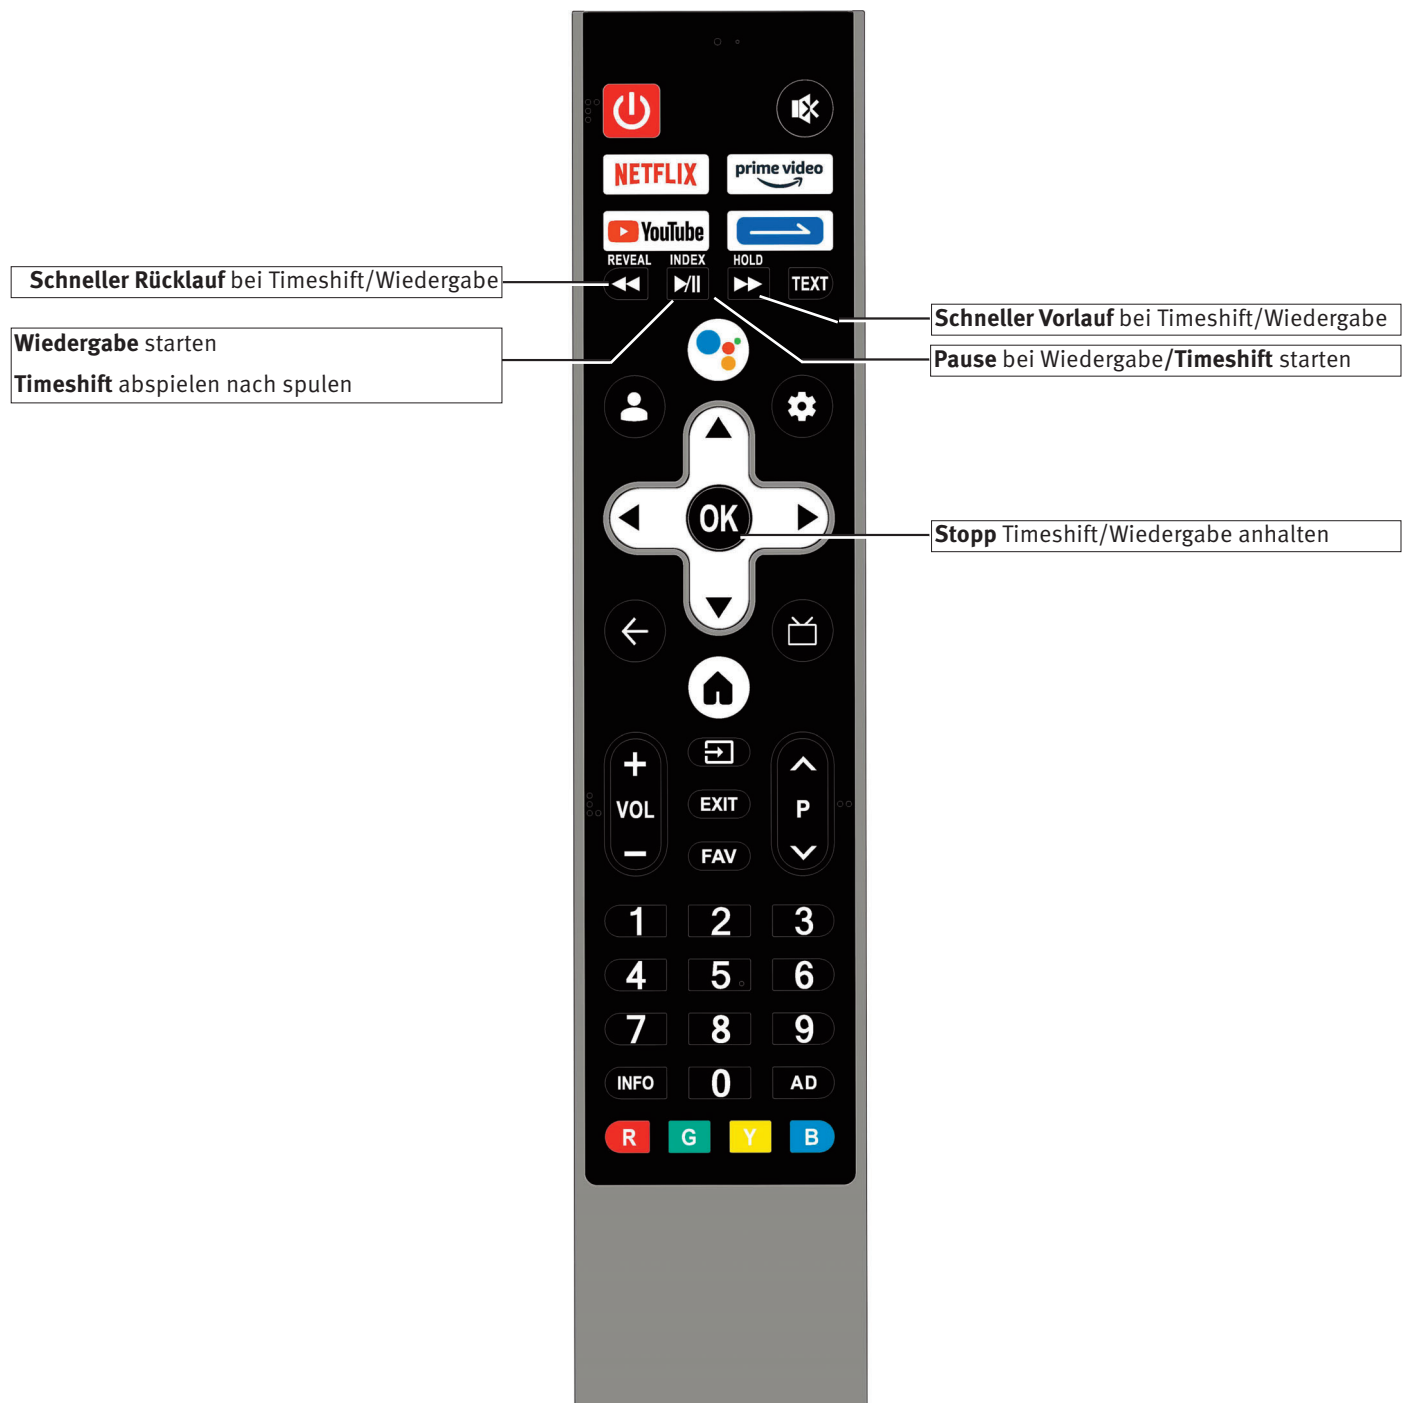 NETFLIX
prime video
YouTube
REVEAL INDEX HOLD
TEXT
Schneller Rücklauf bei Timeshift/Wiedergabe
Wiedergabe starten
Timeshift abspielen nach spulen
Schneller Vorlauf bei Timeshift/Wiedergabe
Pause bei Wiedergabe/Timeshift starten
OK
Stopp Timeshift/Wiedergabe anhalten
VOL
EXIT
P
FAV
1 2 3
4 5 6
7 8 9
INFO 0 AD
R G Y B